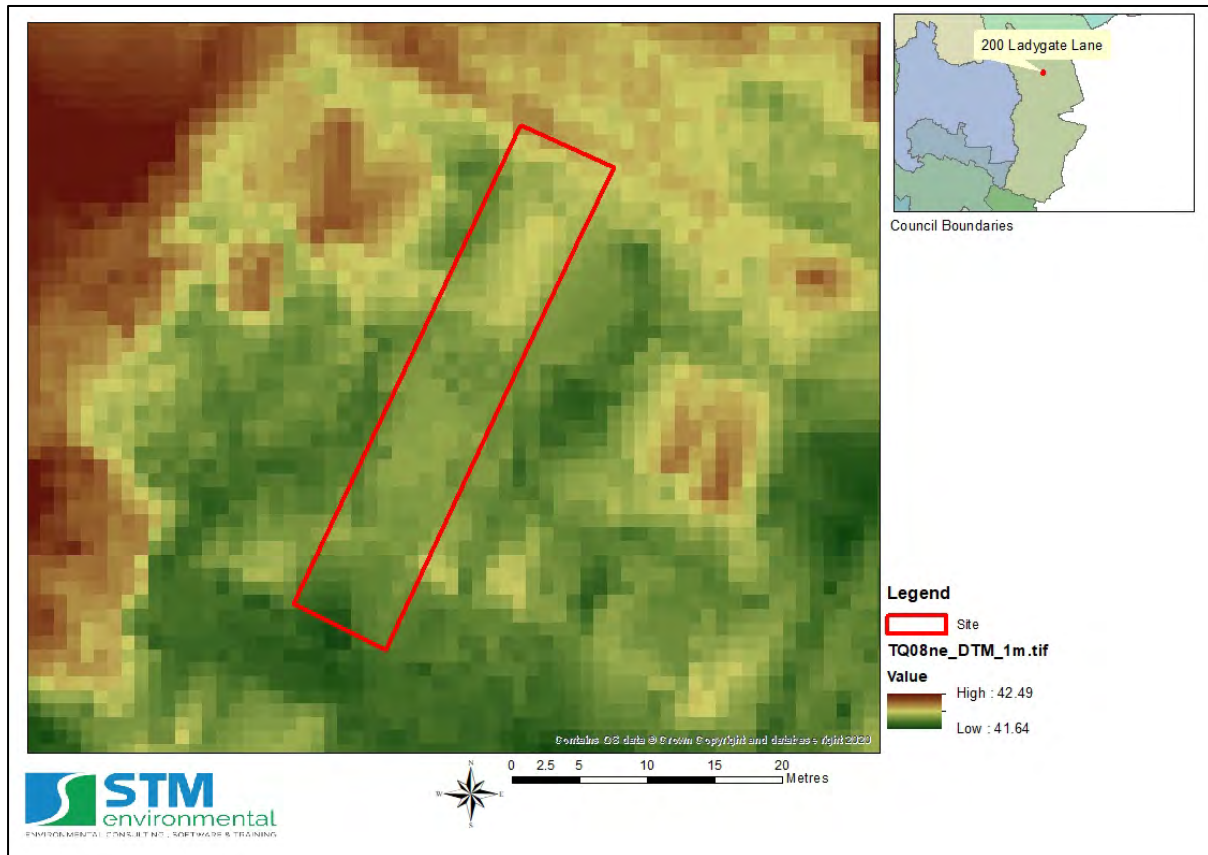 200 Ladygate Lane
Council Boundaries
Legend
Site
TQ08ne_DTM_1m.tif
Value
High : 42.49
Low : 41.64
Contains OS data © Crown Copyright and database right 2020
0 2.5 5 10 15 20
Metres
N
W E
S
STM
environmental
ENVIRONMENTAL CONSULTING, SOFTWARE & TRAINING